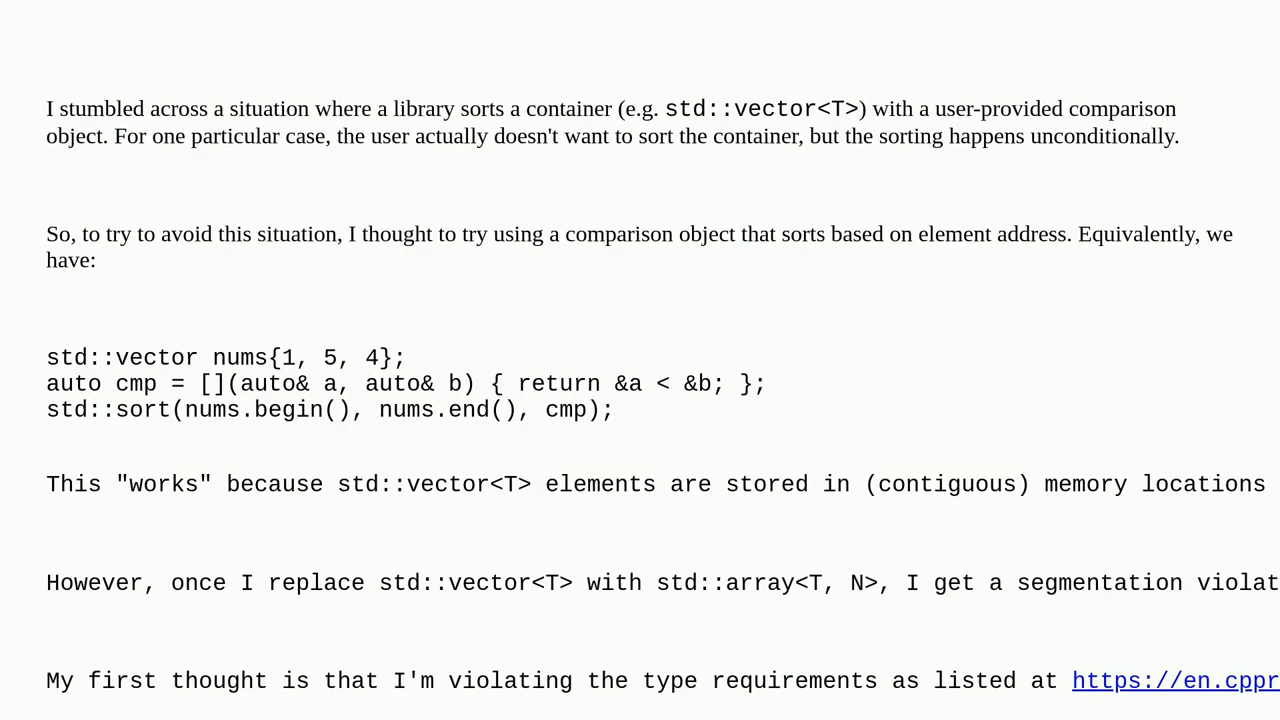 I stumbled across a situation where a library sorts a container (e.g. std::vector<T>) with a user-provided comparison
object. For one particular case, the user actually doesn't want to sort the container, but the sorting happens unconditionally.
So, to try to avoid this situation, I thought to try using a comparison object that sorts based on element address. Equivalently, we
have:
std::vector nums{1, 5, 4};
auto cmp = [](auto& a, auto& b) { return &a < &b; };
std::sort(nums.begin(), nums.end(), cmp);
This "works" because std::vector<T> elements are stored in (contiguous) memory locations
However, once I replace std::vector<T> with std::array<T, N>, I get a segmentation violat
My first thought is that I'm violating the type requirements as listed at https://en.cppr